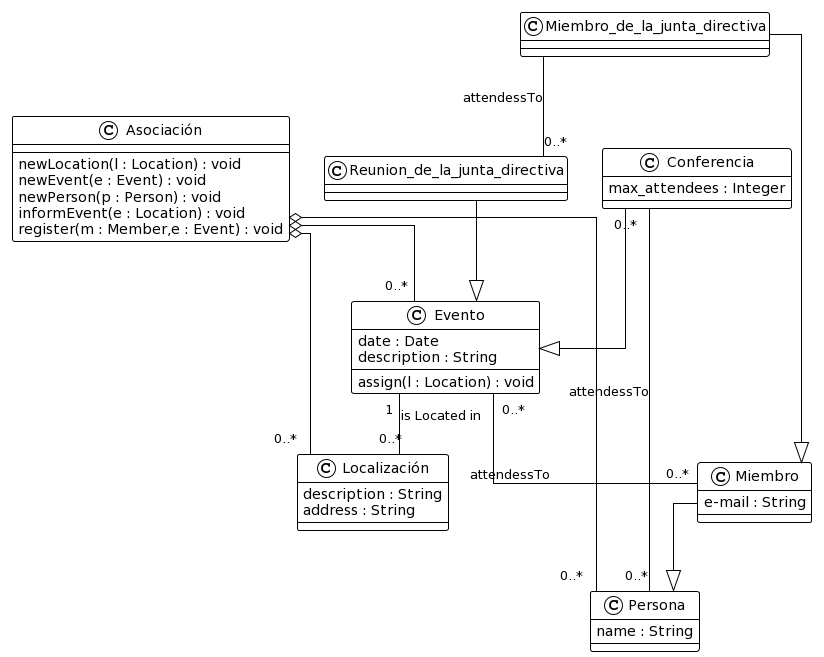 C Miembro_de_la_junta_directiva
attendessTo
0..*
C Asociación
newLocation(l : Location) : void
newEvent(e : Event) : void
newPerson(p : Person) : void
informEvent(e : Location) : void
register(m : Member,e : Event) : void
C Reunion_de_la_junta_directiva
C Conferencia
max_attendees : Integer
0..*
0..*
C Evento
date : Date
description : String
assign(l : Location) : void
attendessTo
1
is Located in
0..*
0..*
0..*
C Localización
description : String
address : String
attendessTo
0..*
C Miembro
e-mail : String
0..*
0..*
C Persona
name : String